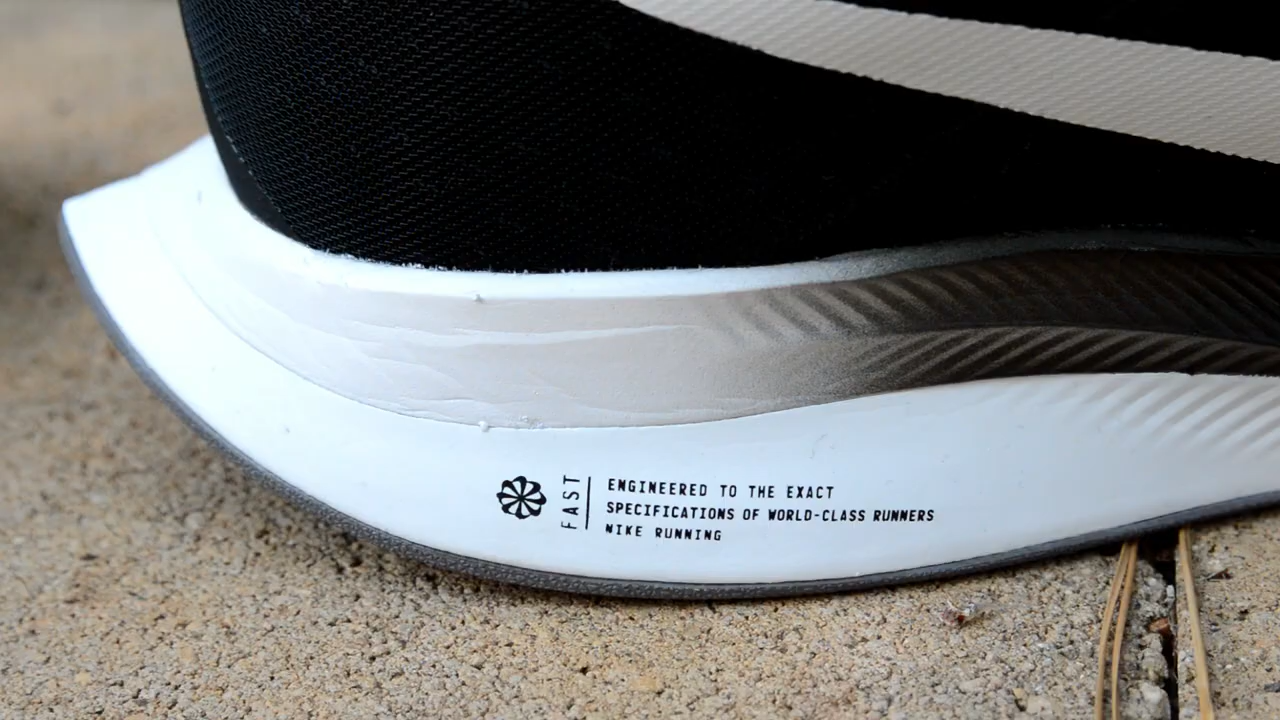 FAST
ENGINEERED TO THE EXACT
SPECIFICATIONS OF WORLD-CLASS RUNNERS
NIKE RUNNING